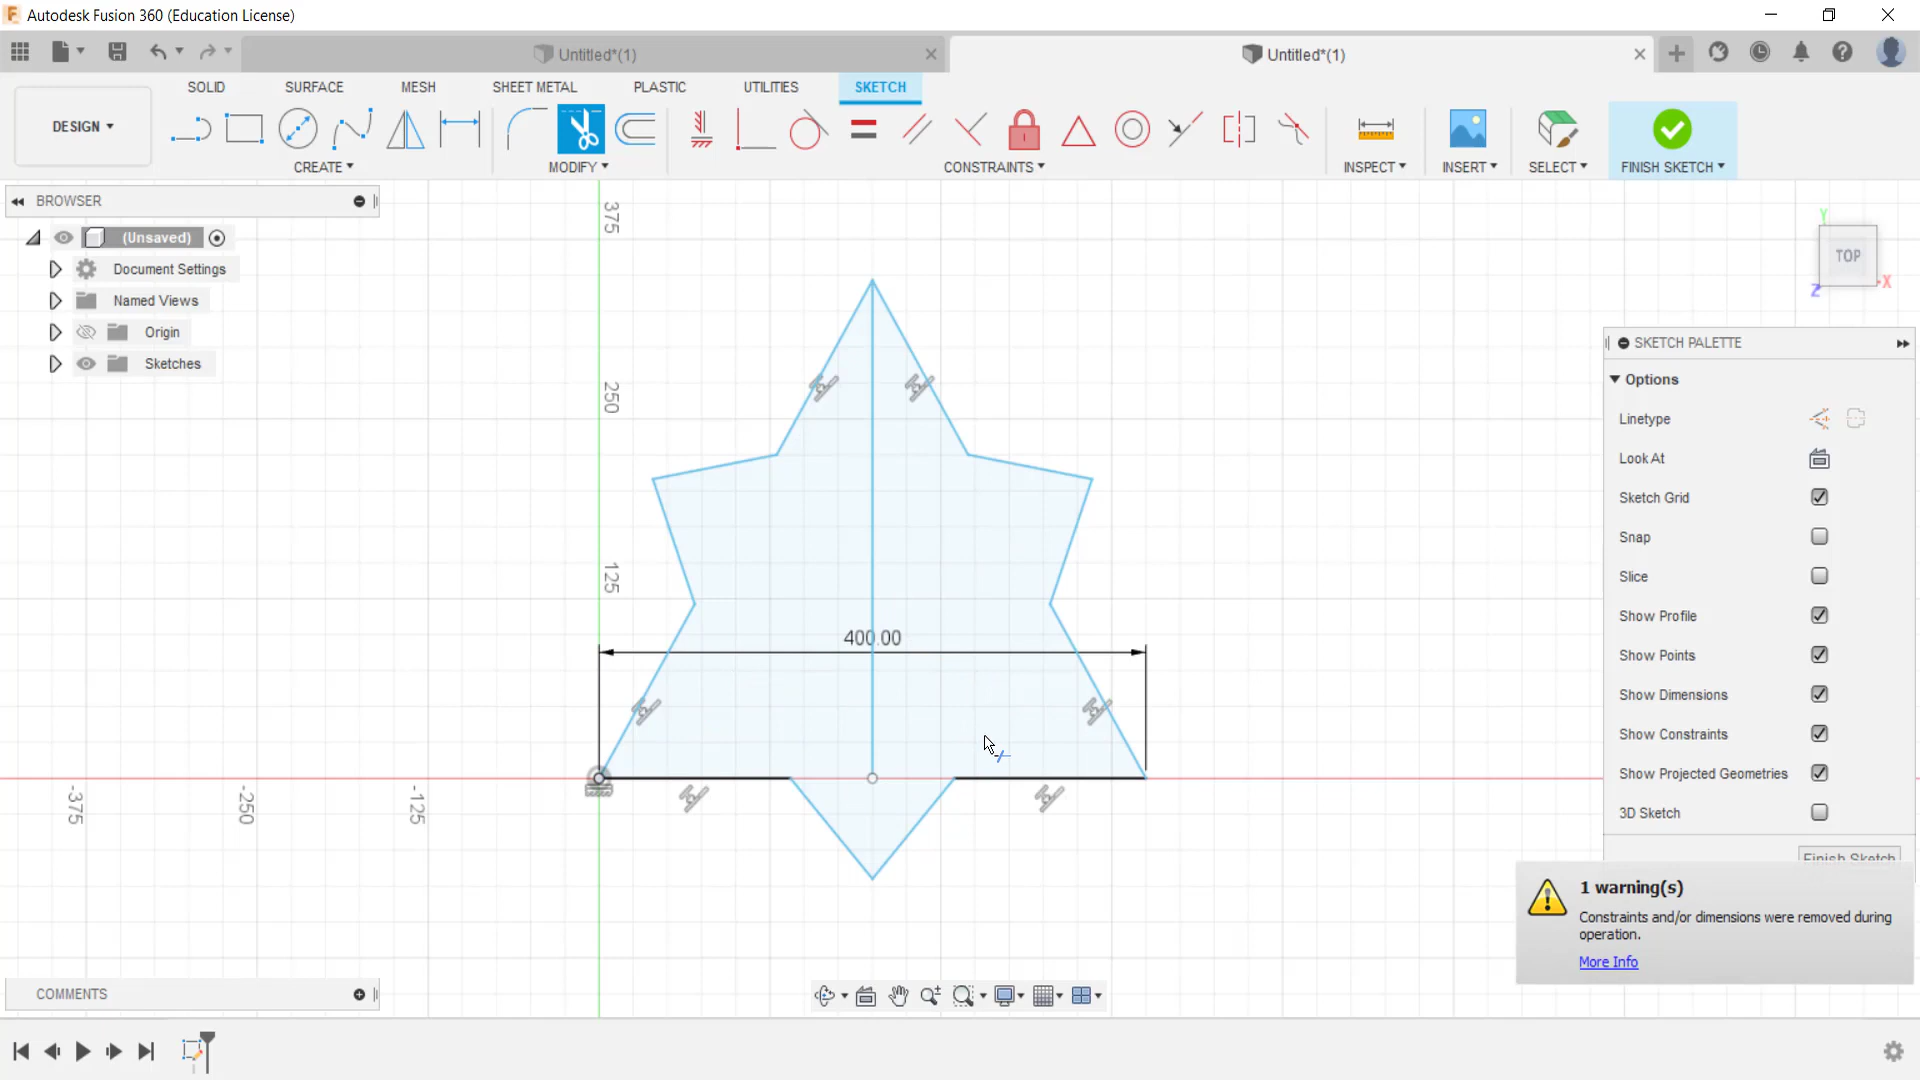 Autodesk Fusion 360 (Education License)
Untitled*(1)
Untitled*(1)
SOLID
SURFACE
MESH
SHEET METAL
PLASTIC
UTILITIES
SKETCH
DESIGN
CREATE
MODIFY
CONSTRAINTS
INSPECT
INSERT
SELECT
FINISH SKETCH
BROWSER
(Unsaved)
Document Settings
Named Views
Origin
Sketches
375
250
125
400.00
-375
-250
-125
Y
TOP
X
Z
SKETCH PALETTE
Options
Linetype
Look At
Sketch Grid
Snap
Slice
Show Profile
Show Points
Show Dimensions
Show Constraints
Show Projected Geometries
3D Sketch
Finish Sketch
1 warning(s)
Constraints and/or dimensions were removed during
operation.
More Info
COMMENTS